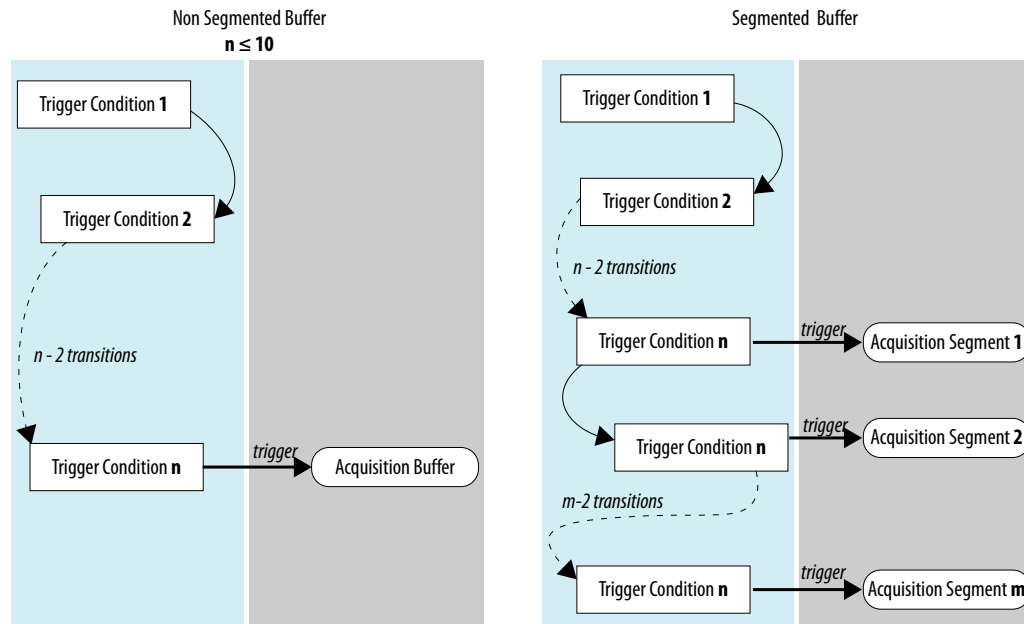 Non Segmented Buffer
n ≤ 10
Trigger Condition 1
Trigger Condition 2
n - 2 transitions
Trigger Condition n
trigger
Acquisition Buffer
Segmented Buffer
Trigger Condition 1
Trigger Condition 2
n - 2 transitions
Trigger Condition n
trigger
Acquisition Segment 1
Trigger Condition n
trigger
Acquisition Segment 2
m-2 transitions
Trigger Condition n
trigger
Acquisition Segment m